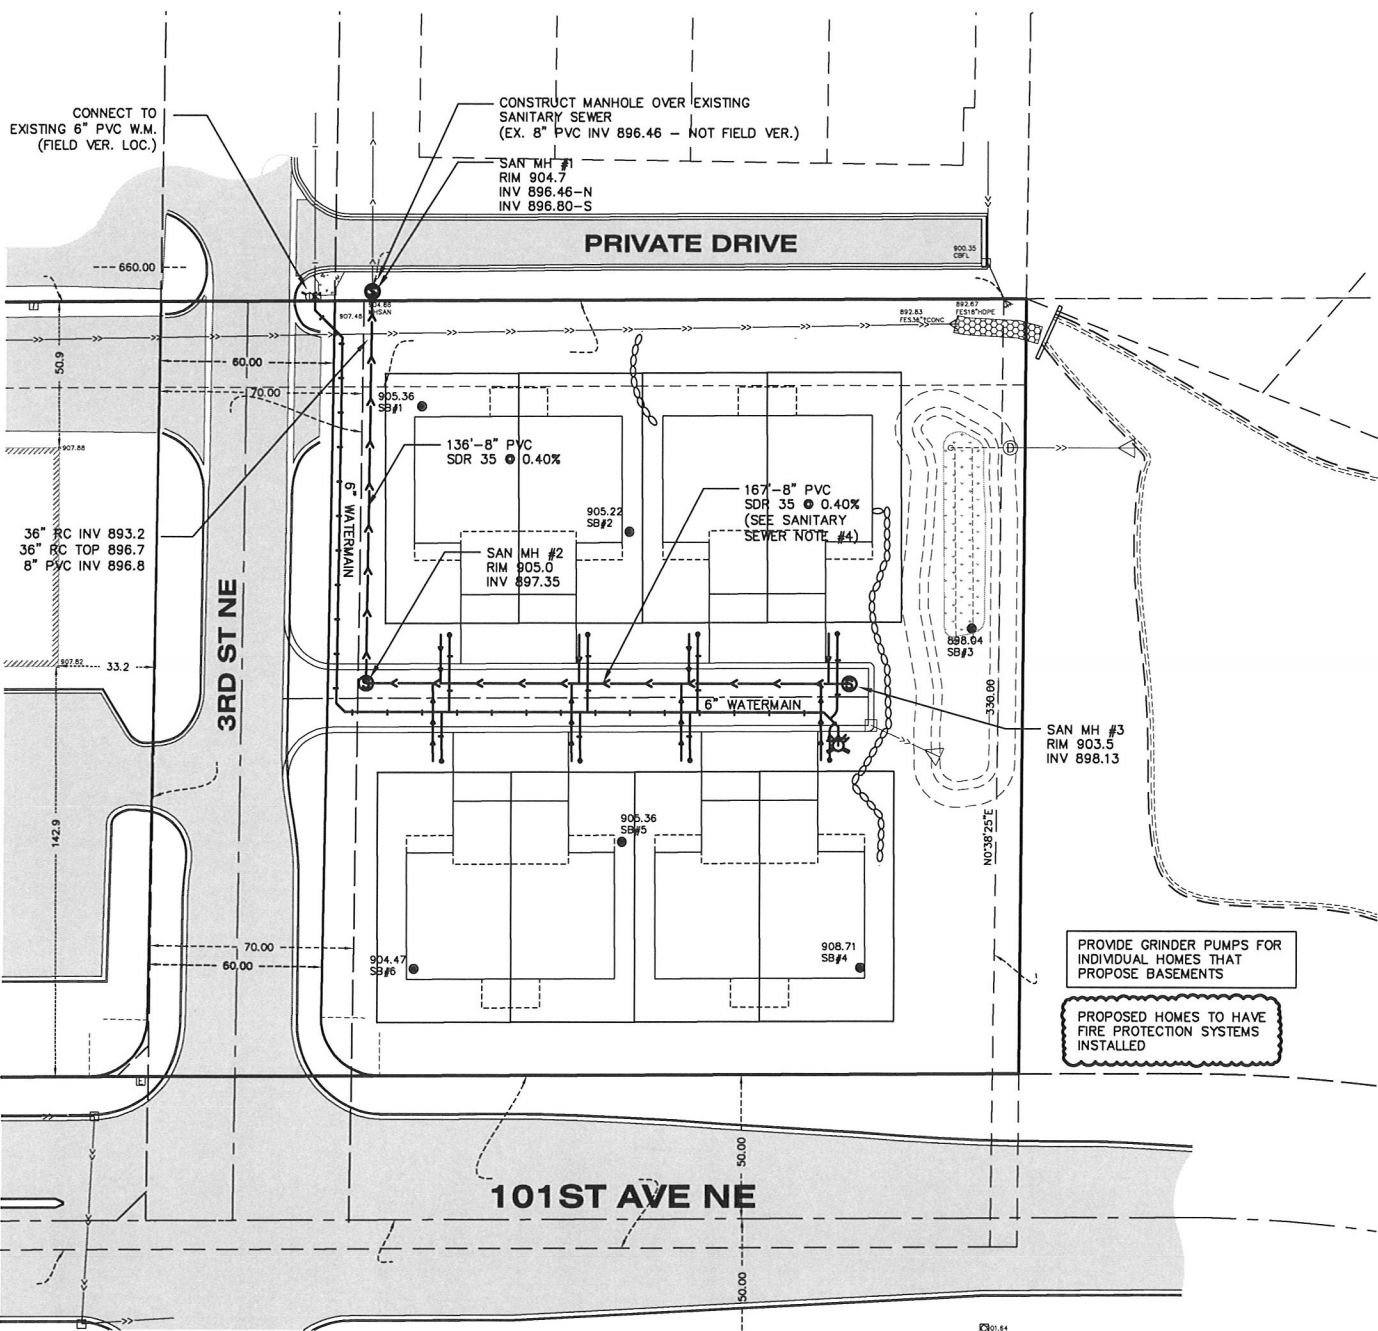 CONNECT TO
EXISTING 6" PVC W.M.
(FIELD VER. LOC.)
CONSTRUCT MANHOLE OVER EXISTING
SANITARY SEWER
(EX. 8" PVC INV 896.46 – NOT FIELD VER.)
SAN MH #1
RIM 904.7
INV 896.46-N
INV 896.80-S
PRIVATE DRIVE
900.35
CBFL
660.00
907.48
892.83
892.67
FES18"HDPE
50.9
60.00
70.00
905.36
SB#1
907.88
136'-8" PVC
SDR 35 @ 0.40%
6" WATERMAIN
167'-8" PVC
SDR 35 @ 0.40%
(SEE SANITARY
SEWER NOTE #4)
905.22
SB#2
D
36" RC INV 893.2
36" RC TOP 896.7
8" PVC INV 896.8
SAN MH #2
RIM 905.0
INV 897.35
3RD ST NE
898.04
SB#3
907.82
33.2
330.00
6" WATERMAIN
SAN MH #3
RIM 903.5
INV 898.13
142.9
905.36
SB#5
N0°38'25"E
70.00
60.00
904.47
SB#6
908.71
SB#4
PROVIDE GRINDER PUMPS FOR
INDIVIDUAL HOMES THAT
PROPOSE BASEMENTS
PROPOSED HOMES TO HAVE
FIRE PROTECTION SYSTEMS
INSTALLED
E
50.00
101ST AVE NE
50.00